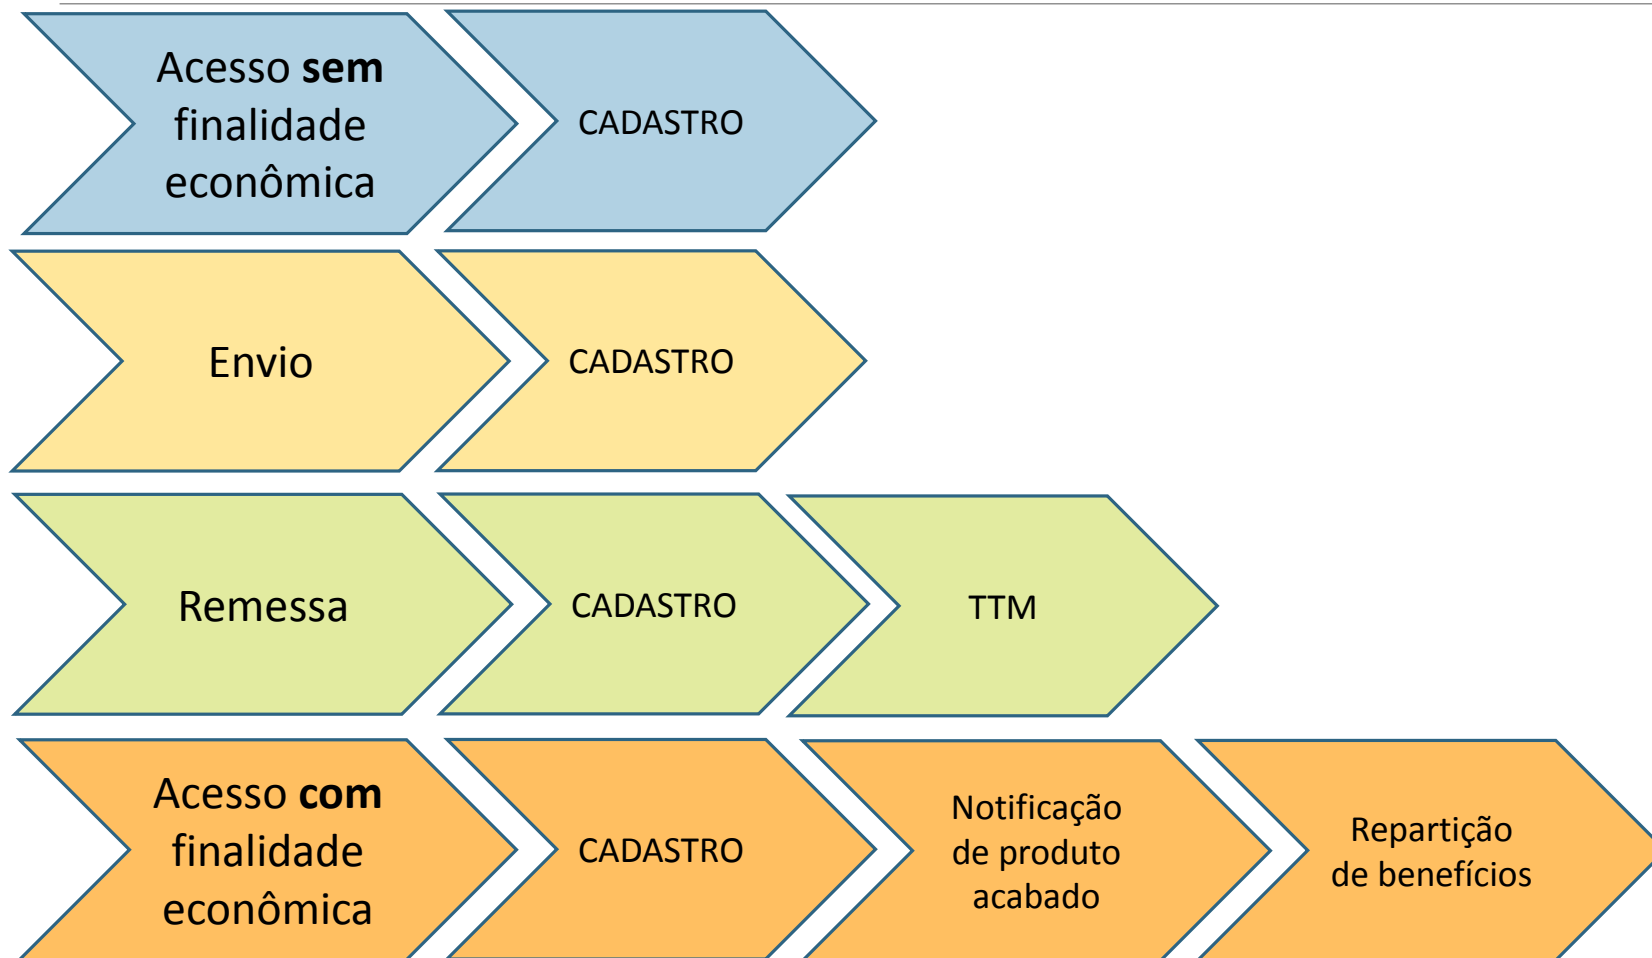 Acesso sem
finalidade
econômica
CADASTRO
Envio
CADASTRO
Remessa
CADASTRO
TTM
Acesso com
finalidade
econômica
CADASTRO
Notificação
de produto
acabado
Repartição
de benefícios